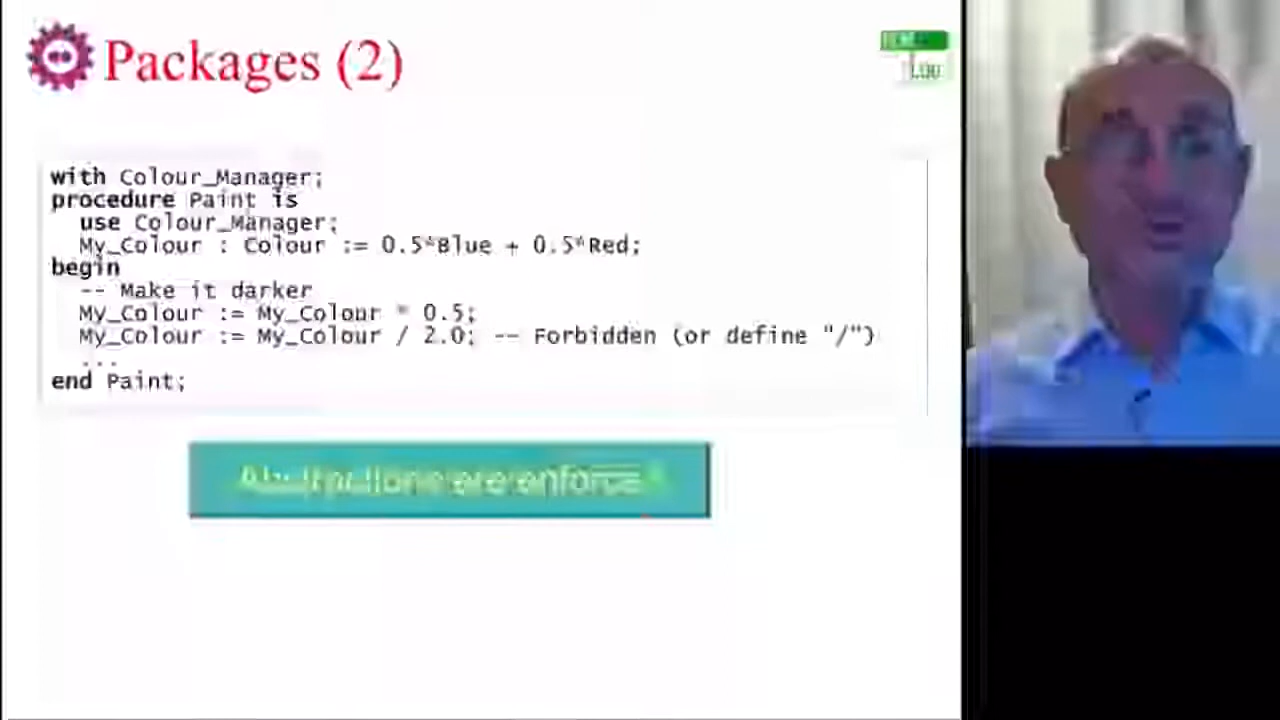 Packages (2)
with Colour_Manager;
procedure Paint is
use Colour_Manager;
My_Colour : Colour := 0.5*Blue + 0.5*Red;
begin
-- Make it darker
My_Colour := My_Colour * 0.5;
My_Colour := My_Colour / 2.0; -- Forbidden (or define "/")
...
end Paint;
are